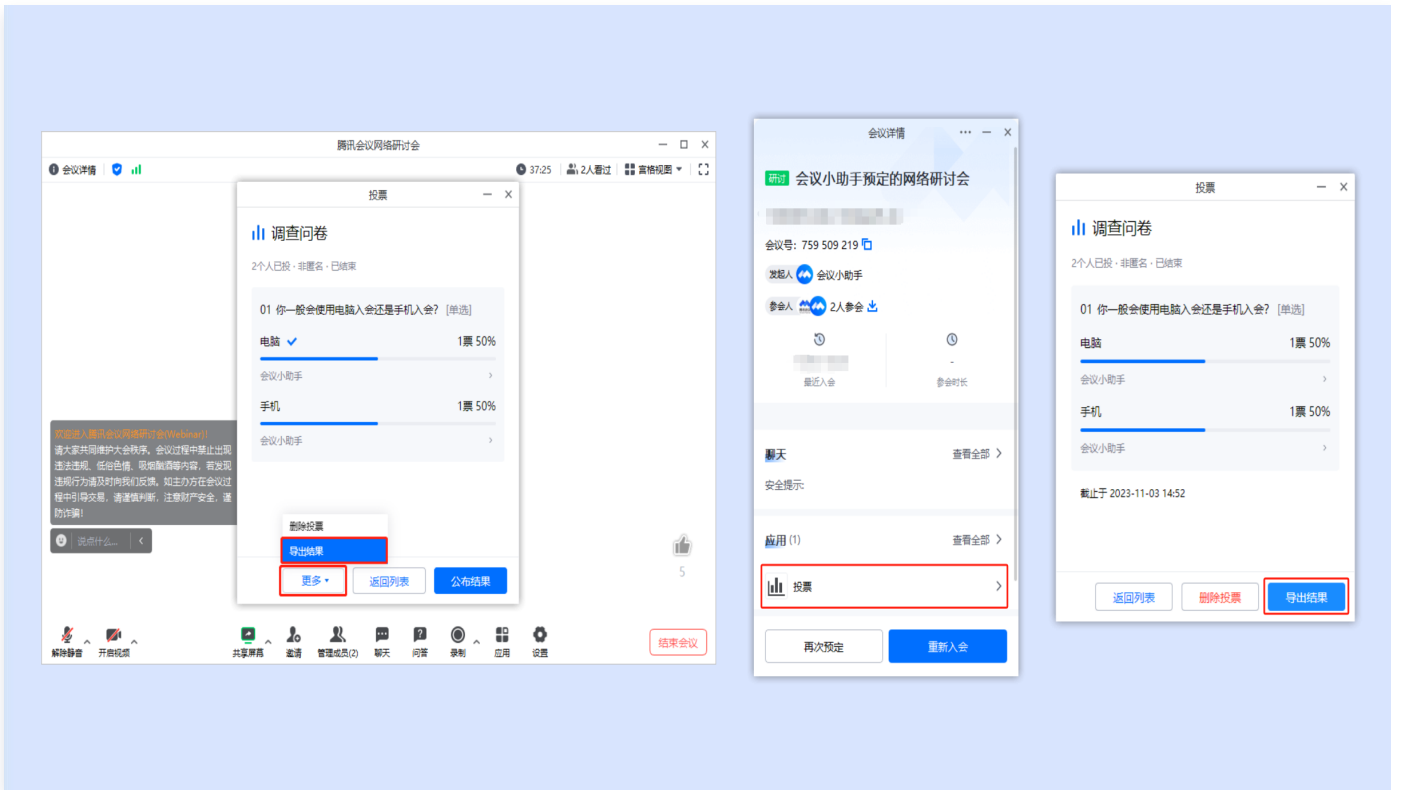 腾讯会议网络研讨会
会议详情
37:25
2人看过
宫格视图
投票
调查问卷
2个人已投 · 非匿名 · 已结束
01 你一般会使用电脑入会还是手机入会? [单选]
电脑
1票 50%
会议小助手
手机
1票 50%
会议小助手
欢迎进入腾讯会议网络研讨会(Webinar)!
请大家共同维护大会秩序。会议过程中禁止出现
违法违规、低俗色情、吸烟酗酒等内容，若发现
违规行为请及时向我们反馈。如主办方在会议过
程中引导交易，请谨慎判断，注意财产安全，谨
防诈骗!
说点什么...
删除投票
导出结果
更多
返回列表
公布结果
5
解除静音
开启视频
共享屏幕
邀请
管理成员(2)
聊天
问答
录制
应用
设置
结束会议
会议详情
研讨 会议小助手预定的网络研讨会
会议号: 759 509 219
发起人 会议小助手
参会人 2人参会
最近入会
-
参会时长
聊天
查看全部
安全提示:
应用 (1)
查看全部
投票
再次预定
重新入会
投票
调查问卷
2个人已投 · 非匿名 · 已结束
01 你一般会使用电脑入会还是手机入会? [单选]
电脑
1票 50%
会议小助手
手机
1票 50%
会议小助手
截止于 2023-11-03 14:52
返回列表
删除投票
导出结果